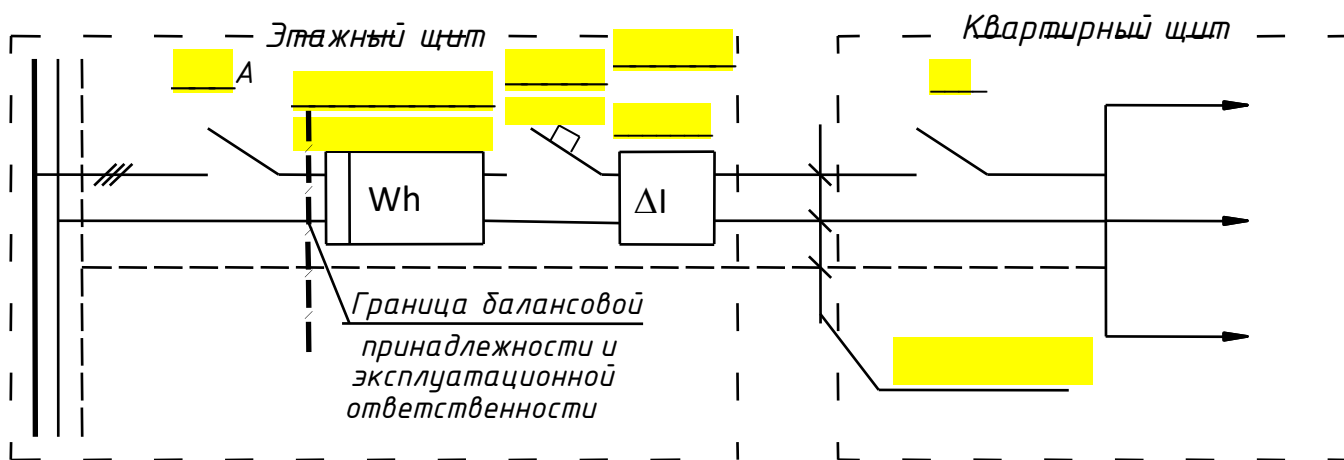 Этажный щит
Квартирный щит
А
Wh
ΔI
Граница балансовой
принадлежности и
эксплуатационной
ответственности